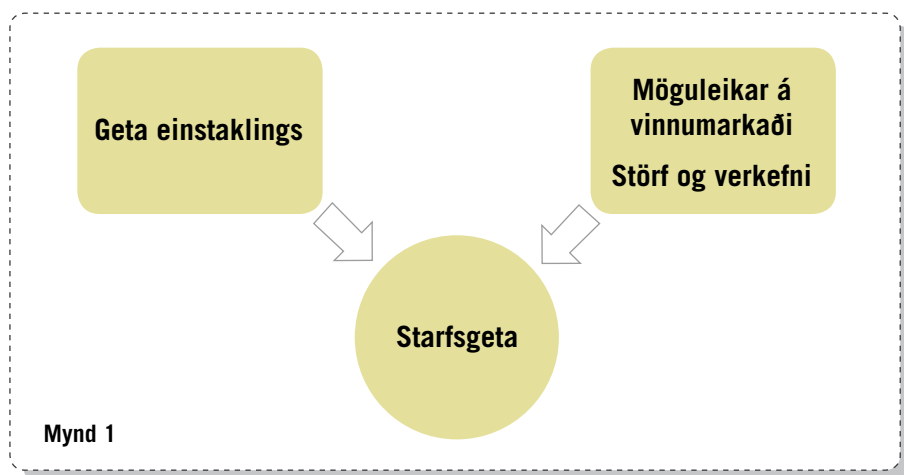 Geta einstaklings
Möguleikar á
vinnumarkaði
Störf og verkefni
Starfsgeta
Mynd 1